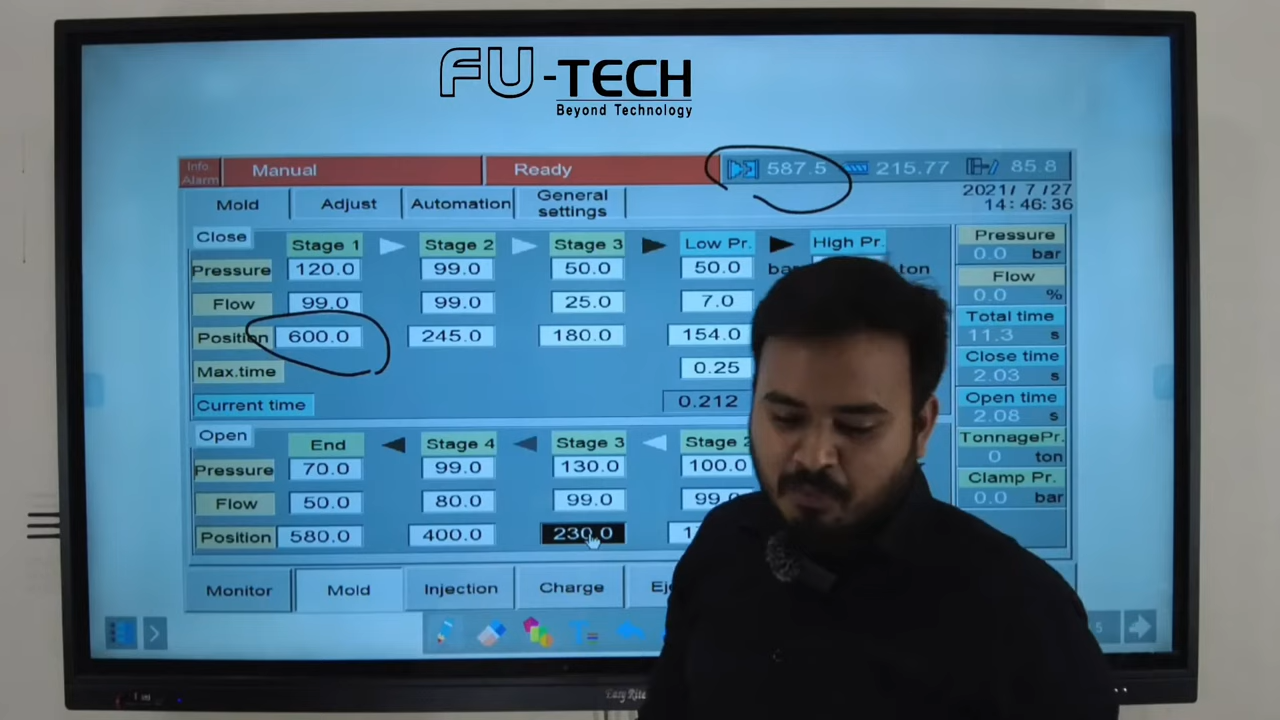 FU-TECH
Beyond Technology
Info.
Alarm
Manual
Ready
587.5
215.77
85.8
Mold
Adjust
Automation
General
settings
2021/ 7 /27
14:46:36
Close
Stage 1
Stage 2
Stage 3
Low Pr.
High Pr.
Pressure
120.0
99.0
50.0
50.0
ton
Flow
99.0
99.0
25.0
7.0
Position
600.0
245.0
180.0
154.0
Max.time
0.25
Current time
0.212
Open
End
Stage 4
Stage 3
Pressure
70.0
99.0
130.0
100.0
Flow
50.0
80.0
99.0
Position
580.0
400.0
230.0
Pressure
0.0 bar
Flow
0.0 %
Total time
11.3 s
Close time
2.03 s
Open time
2.08 s
TonnagePr.
0 ton
Clamp Pr.
0.0 bar
Monitor
Mold
Injection
Charge